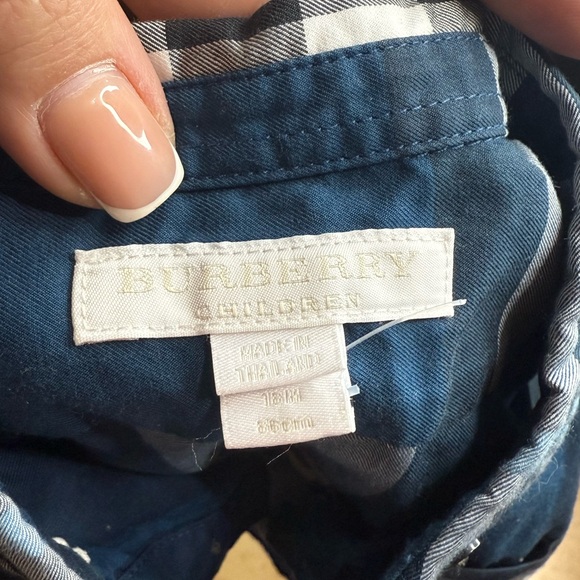 BURBERRY
CHILDREN
MADE IN
THAILAND
18M
86cm